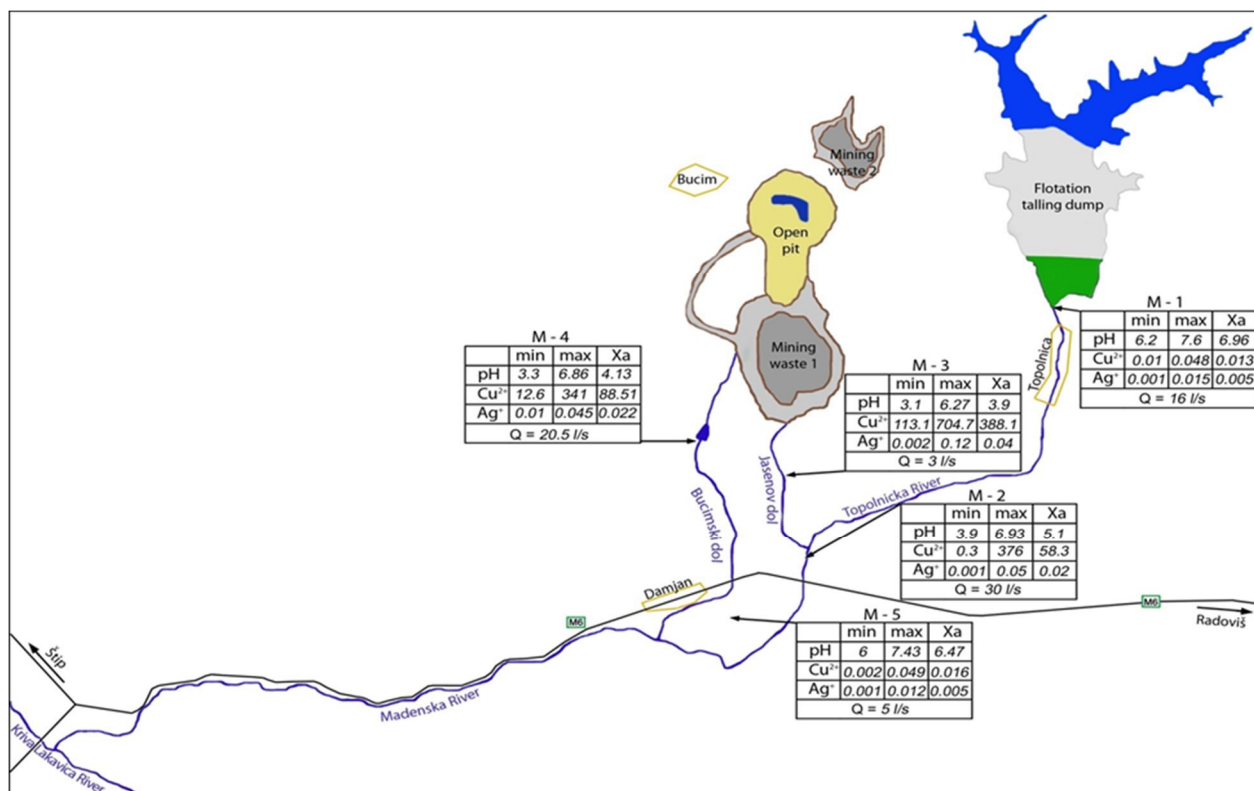 Mining
waste 2
Bucim
Open
pit
Flotation
talling dump
Mining
waste 1
M - 1
min max Xa
pH 6.2 7.6 6.96
Cu²⁺ 0.01 0.048 0.013
Ag⁺ 0.001 0.015 0.005
Q = 16 l/s
Topolnica
M - 4
min max Xa
pH 3.3 6.86 4.13
Cu²⁺ 12.6 341 88.51
Ag⁺ 0.01 0.045 0.022
Q = 20.5 l/s
M - 3
min max Xa
pH 3.1 6.27 3.9
Cu²⁺ 113.1 704.7 388.1
Ag⁺ 0.002 0.12 0.04
Q = 3 l/s
Bucimski dol
Jasenov dol
Topolnicka River
M - 2
min max Xa
pH 3.9 6.93 5.1
Cu²⁺ 0.3 376 58.3
Ag⁺ 0.001 0.05 0.02
Q = 30 l/s
Damjan
M6
M6
Radoviš
M - 5
min max Xa
pH 6 7.43 6.47
Cu²⁺ 0.002 0.049 0.016
Ag⁺ 0.001 0.012 0.005
Q = 5 l/s
Štip
Madenska River
Kriva Lakavica River